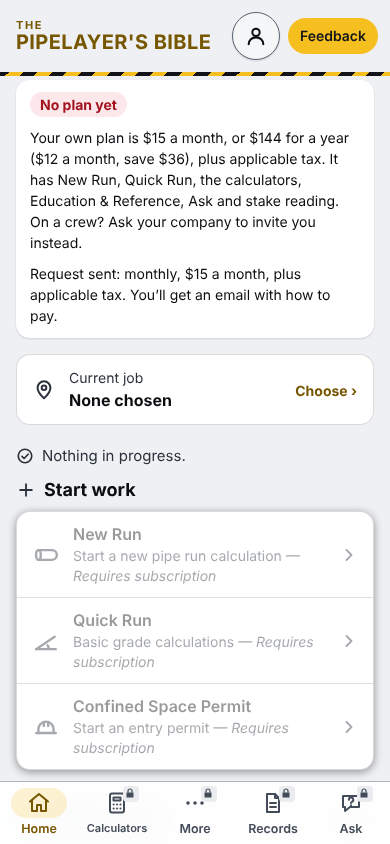 THE
PIPELAYER'S BIBLE
Feedback
No plan yet
Your own plan is $15 a month, or $144 for a year
($12 a month, save $36), plus applicable tax. It
has New Run, Quick Run, the calculators,
Education & Reference, Ask and stake reading.
On a crew? Ask your company to invite you
instead.
Request sent: monthly, $15 a month, plus
applicable tax. You’ll get an email with how to
pay.
Current job
None chosen
Choose ›
Nothing in progress.
Start work
New Run
Start a new pipe run calculation —
Requires subscription
Quick Run
Basic grade calculations — Requires
subscription
Confined Space Permit
Start an entry permit — Requires
subscription
Home
Calculators
More
Records
Ask